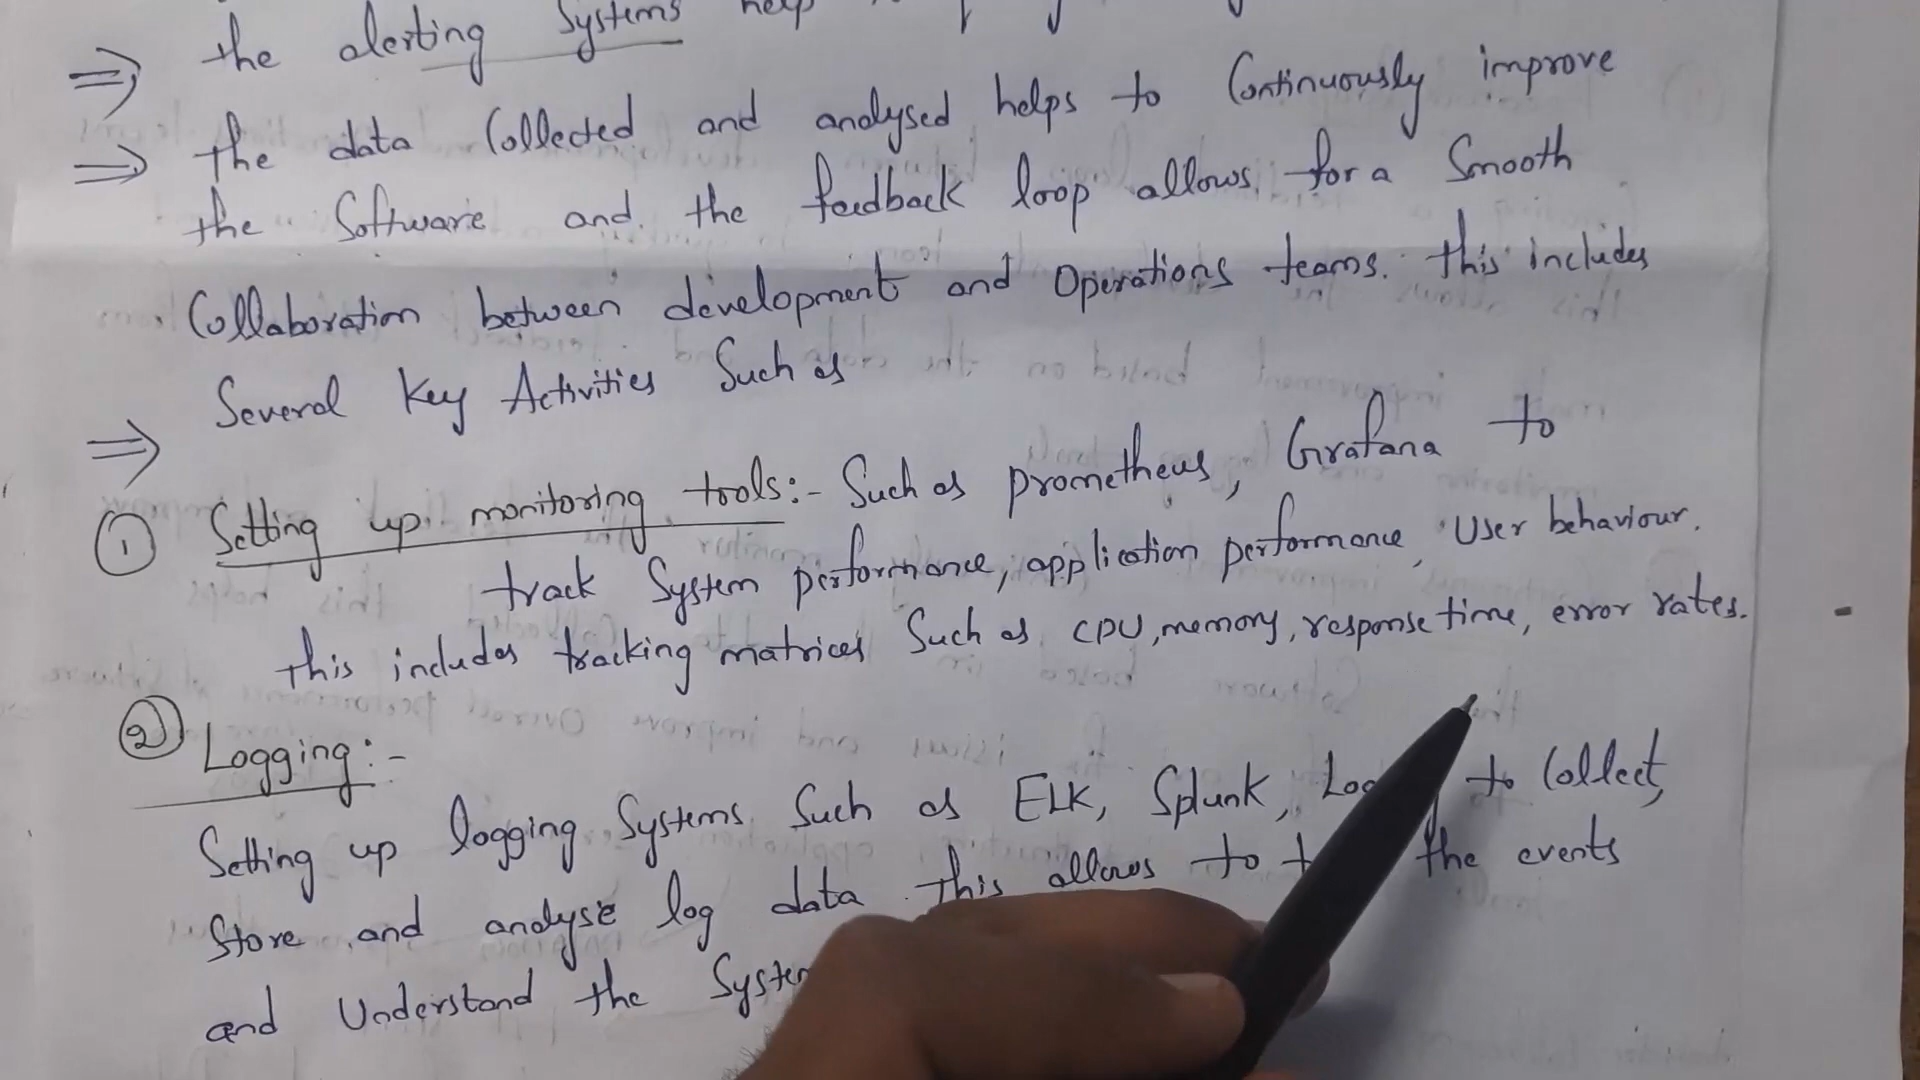 ⇒ the alerting systems help
⇒ the data Collected and analysed helps to Continuously improve
the Software and the feedback loop allows for a Smooth
Collaboration between development and Operations teams. this includes
⇒ Several Key Activities Such as
① Setting up monitoring tools:- Such as prometheus, Grafana to
track System performance, application performance, User behaviour.
this includes tracking matrices Such as CPU, memory, response time, error rates.
② Logging:-
Setting up logging Systems Such as ELK, Splunk, to Collect,
Store and analyse log data this allows to the events
and Understand the